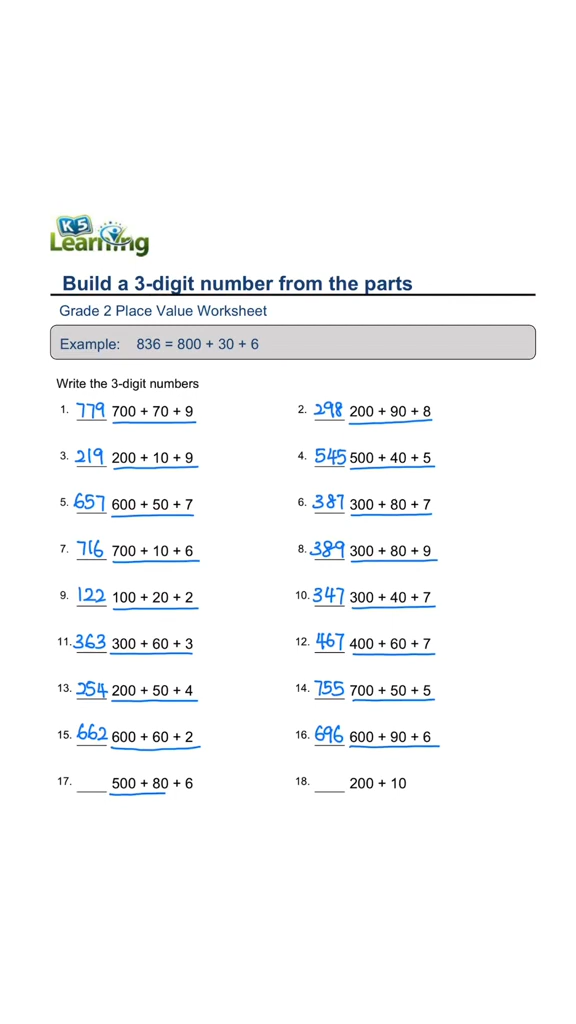 K5
Learning
Build a 3-digit number from the parts
Grade 2 Place Value Worksheet
Example: 836 = 800 + 30 + 6
Write the 3-digit numbers
1. 779 700 + 70 + 9
2. 298 200 + 90 + 8
3. 219 200 + 10 + 9
4. 545 500 + 40 + 5
5. 657 600 + 50 + 7
6. 387 300 + 80 + 7
7. 716 700 + 10 + 6
8. 389 300 + 80 + 9
9. 122 100 + 20 + 2
10. 347 300 + 40 + 7
11. 363 300 + 60 + 3
12. 467 400 + 60 + 7
13. 254 200 + 50 + 4
14. 755 700 + 50 + 5
15. 662 600 + 60 + 2
16. 696 600 + 90 + 6
17. ____ 500 + 80 + 6
18. ____ 200 + 10